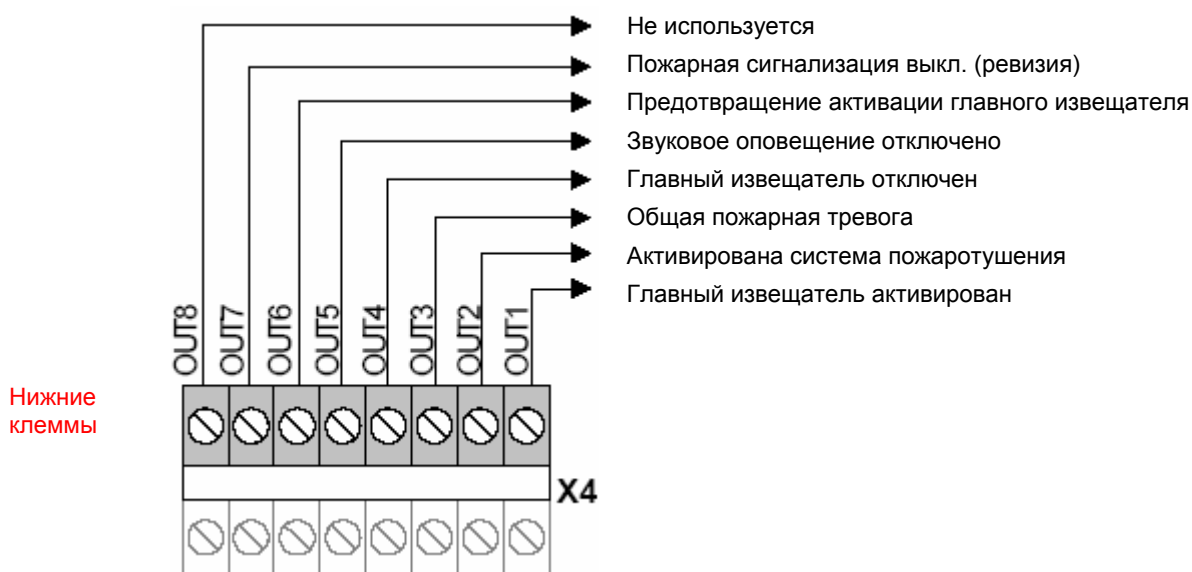 Не используется
Пожарная сигнализация выкл. (ревизия)
Предотвращение активации главного извещателя
Звуковое оповещение отключено
Главный извещатель отключен
Общая пожарная тревога
Активирована система пожаротушения
Главный извещатель активирован
OUT8
OUT7
OUT6
OUT5
OUT4
OUT3
OUT2
OUT1
Нижние
клеммы
X4